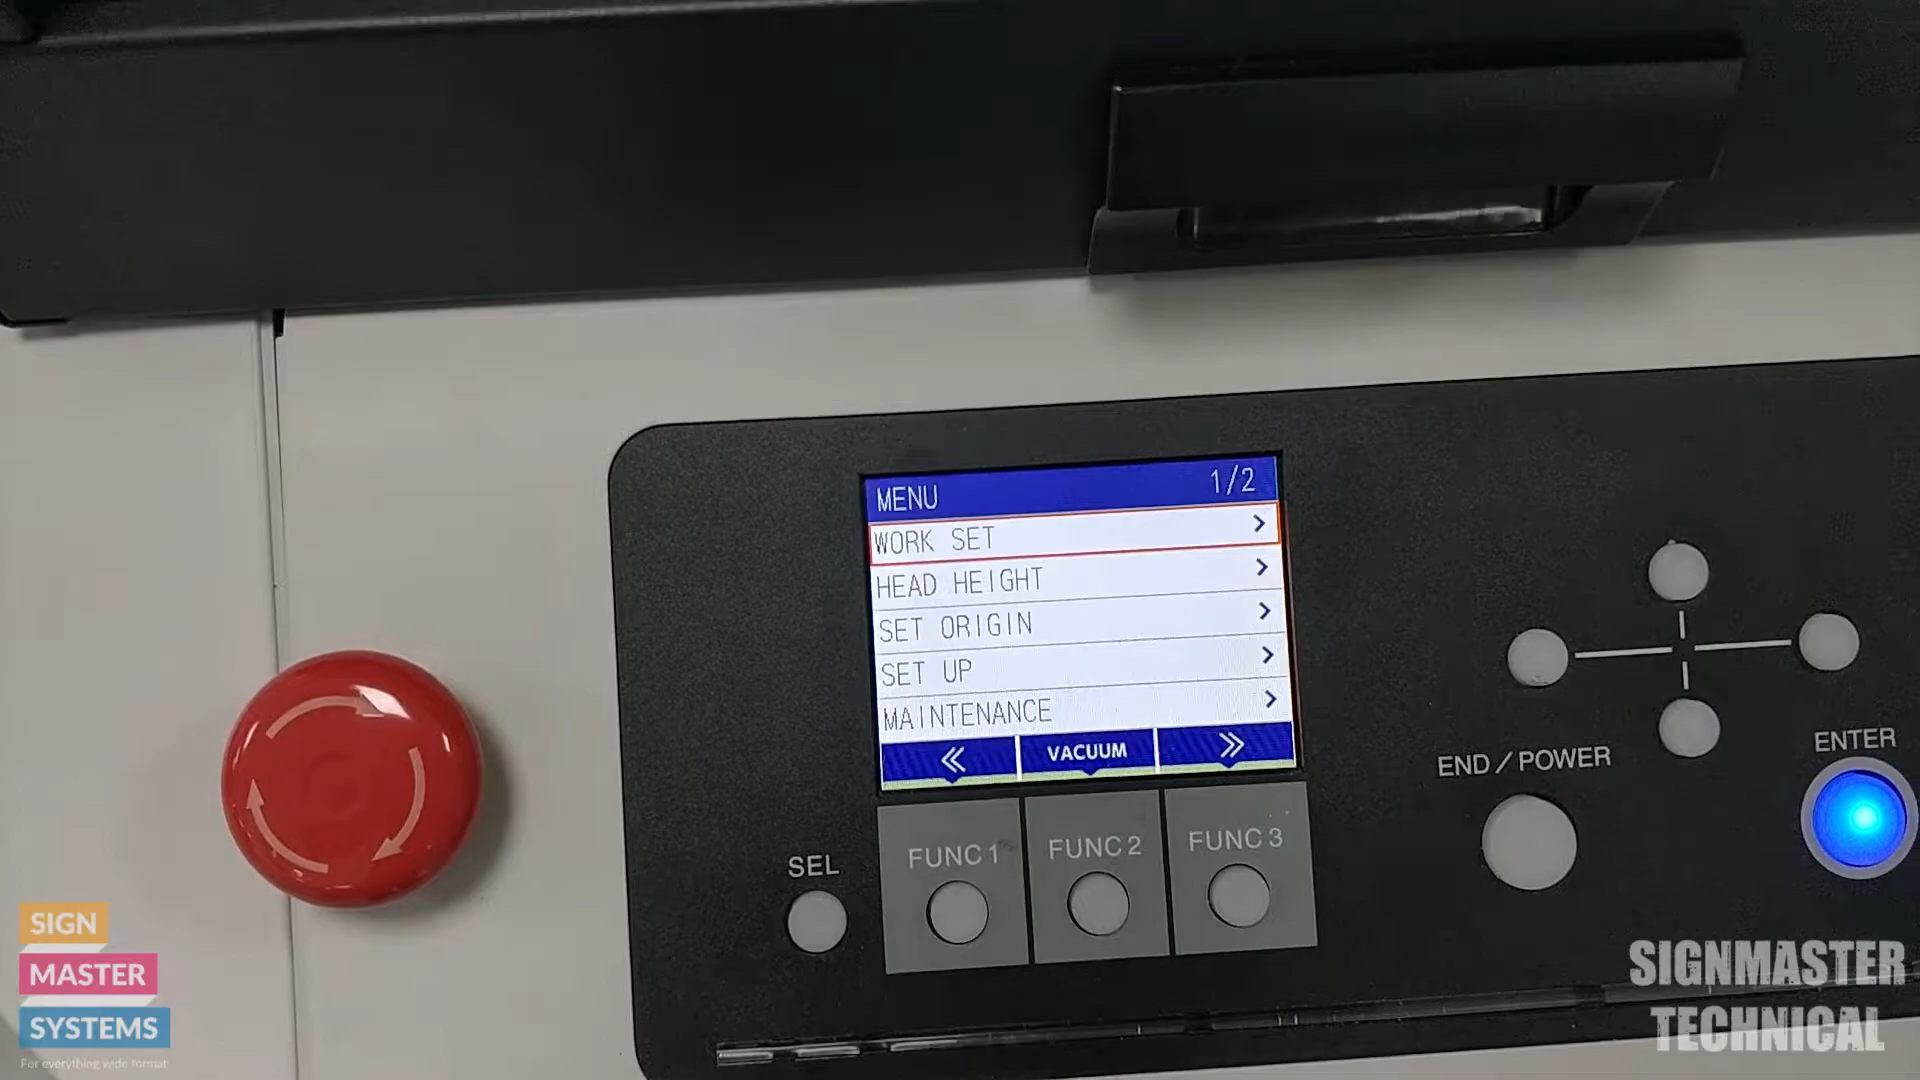 MENU 1/2
WORK SET
HEAD HEIGHT
SET ORIGIN
SET UP
MAINTENANCE
VACUUM
END/POWER
ENTER
SEL
FUNC 1
FUNC 2
FUNC 3
SIGN
MASTER
SYSTEMS
For everything wide format
SIGNMASTER
TECHNICAL